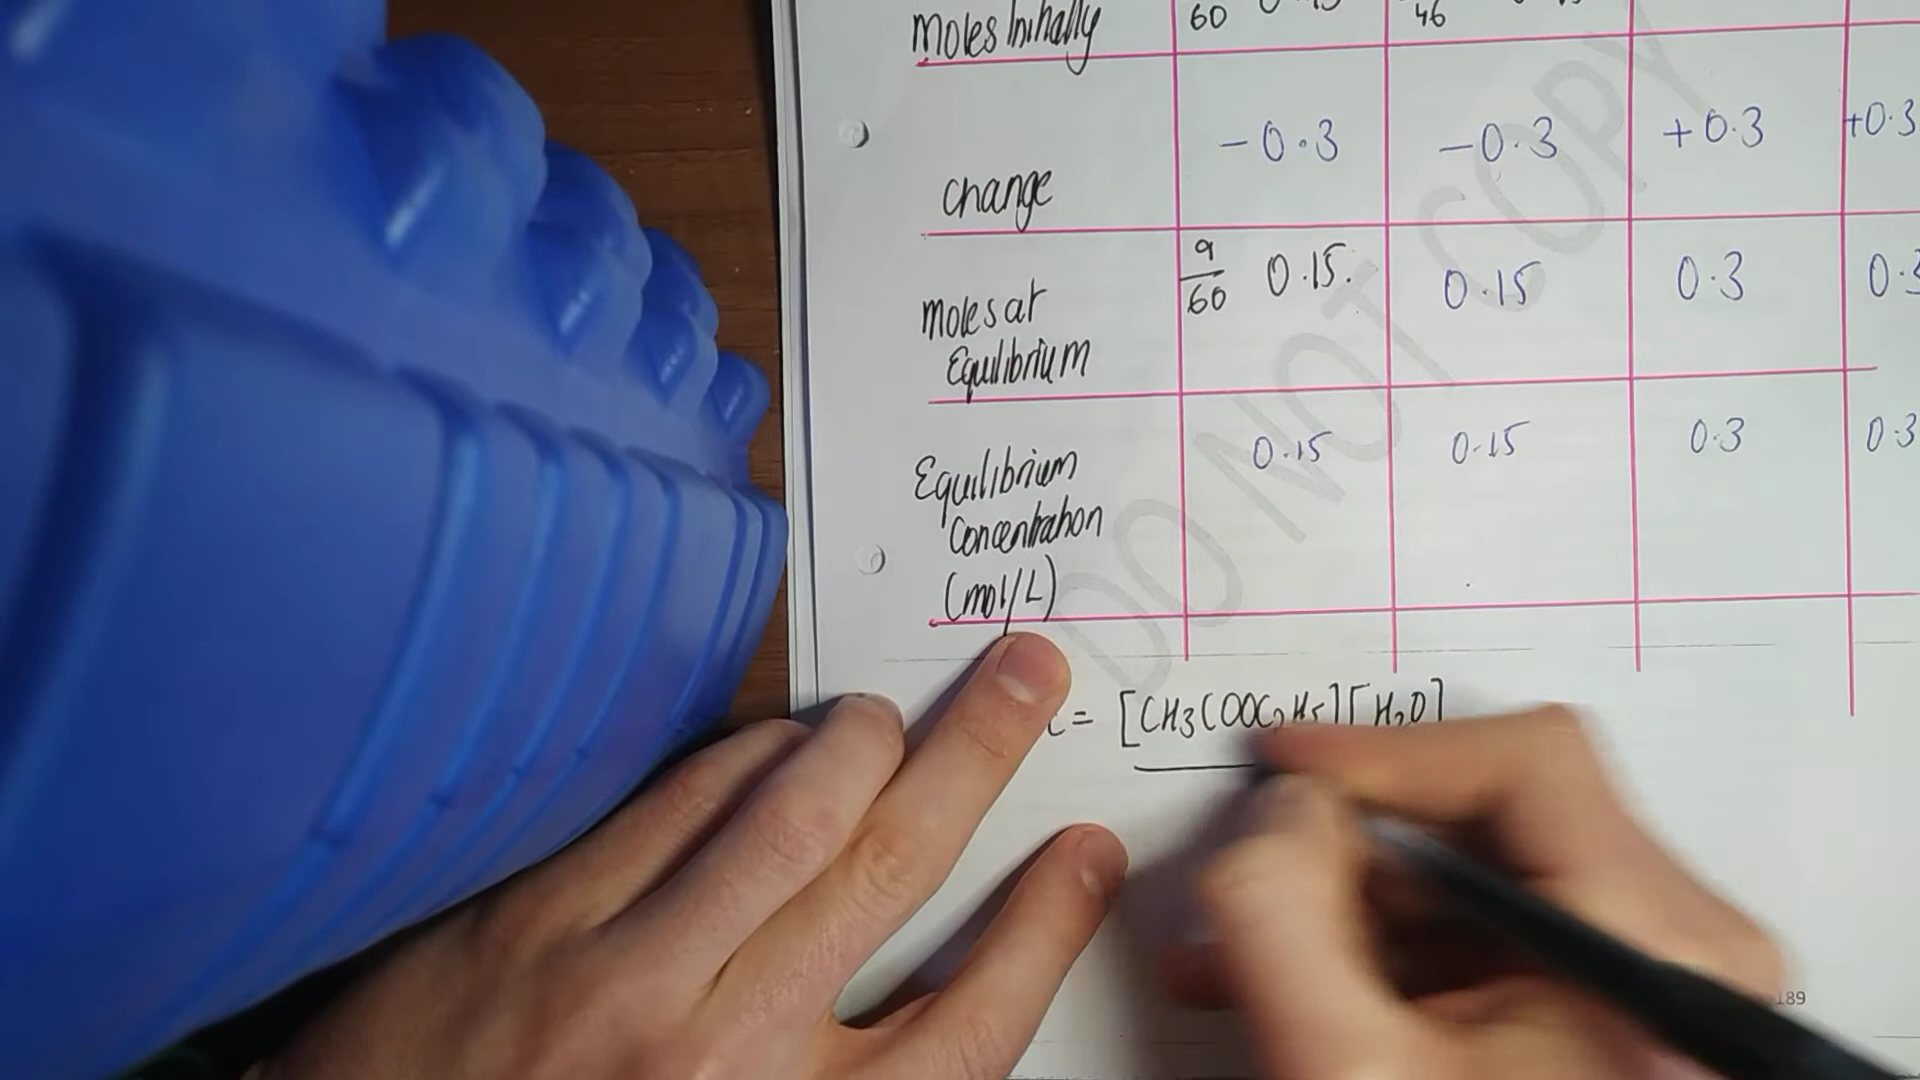 Moles Initially 60 46
Change -0.3 -0.3 +0.3 +0.3
Moles at Equilibrium 9/60 0.15. 0.15 0.3
Equilibrium Concentration (mol/L) 0.15 0.15 0.3 0.3
= [CH3COOC2H5][H2O]
DO NOT COPY
189